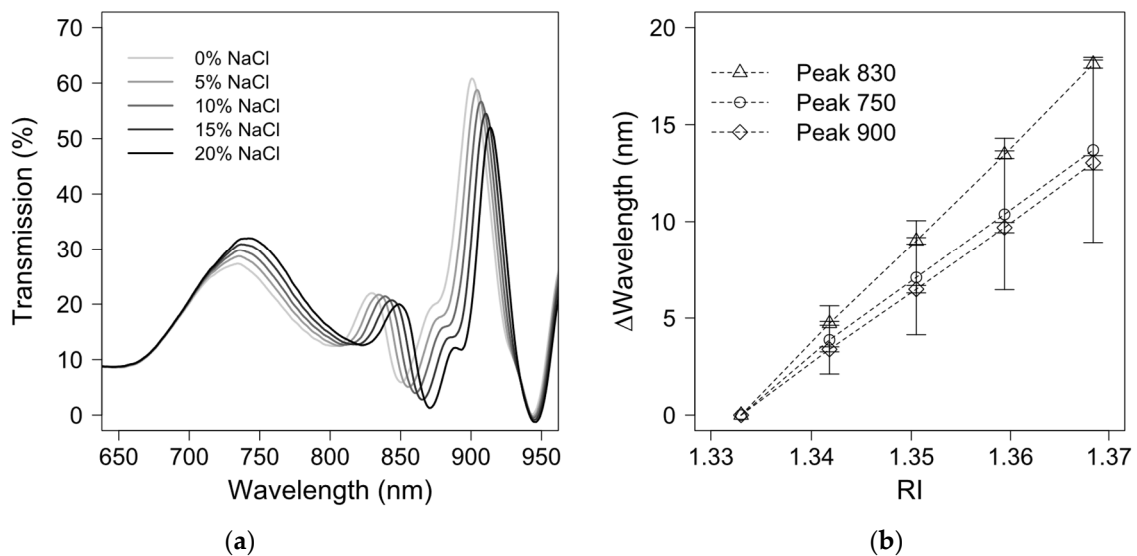 70
60
50
40
30
20
10
0
Transmission (%)
0% NaCl
5% NaCl
10% NaCl
15% NaCl
20% NaCl
650 700 750 800 850 900 950
Wavelength (nm)
(a)
20
15
10
5
0
ΔWavelength (nm)
Peak 830
Peak 750
Peak 900
1.33 1.34 1.35 1.36 1.37
RI
(b)